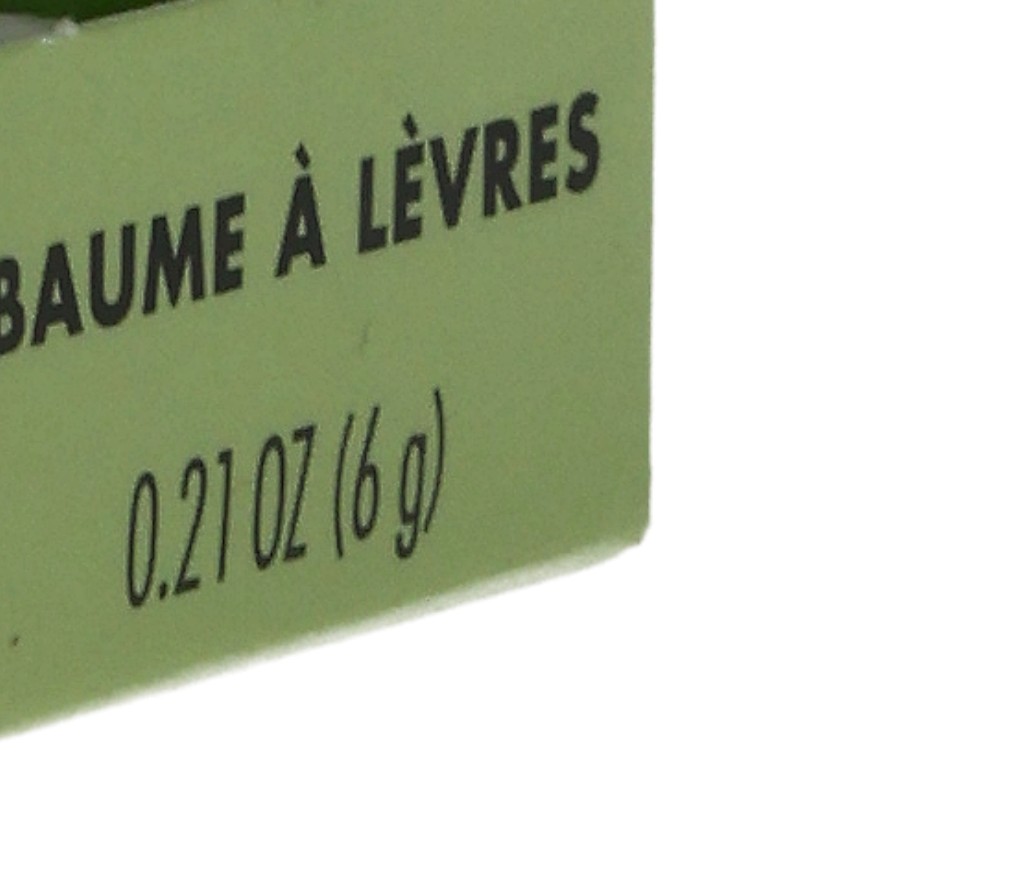 BAUME À LÈVRES
0.21 OZ (6 g)